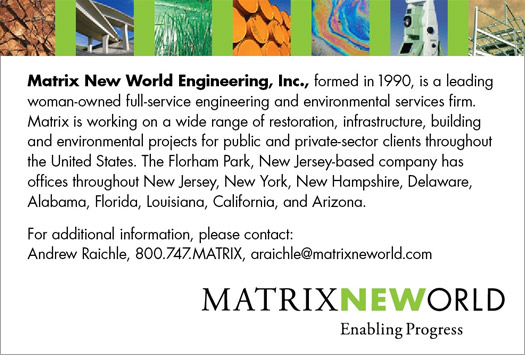 Matrix New World Engineering, Inc., formed in 1990, is a leading
woman-owned full-service engineering and environmental services firm.
Matrix is working on a wide range of restoration, infrastructure, building
and environmental projects for public and private-sector clients throughout
the United States. The Florham Park, New Jersey-based company has
offices throughout New Jersey, New York, New Hampshire, Delaware,
Alabama, Florida, Louisiana, California, and Arizona.
For additional information, please contact:
Andrew Raichle, 800.747.MATRIX, araichle@matrixneworld.com
MATRIXNEWORLD
Enabling Progress